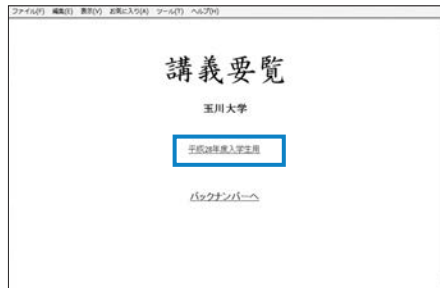 ファイル(F) 編集(E) 表示(V) お気に入り(A) ツール(T) ヘルプ(H)
講義要覧
玉川大学
平成28年度入学生用
バックナンバーへ